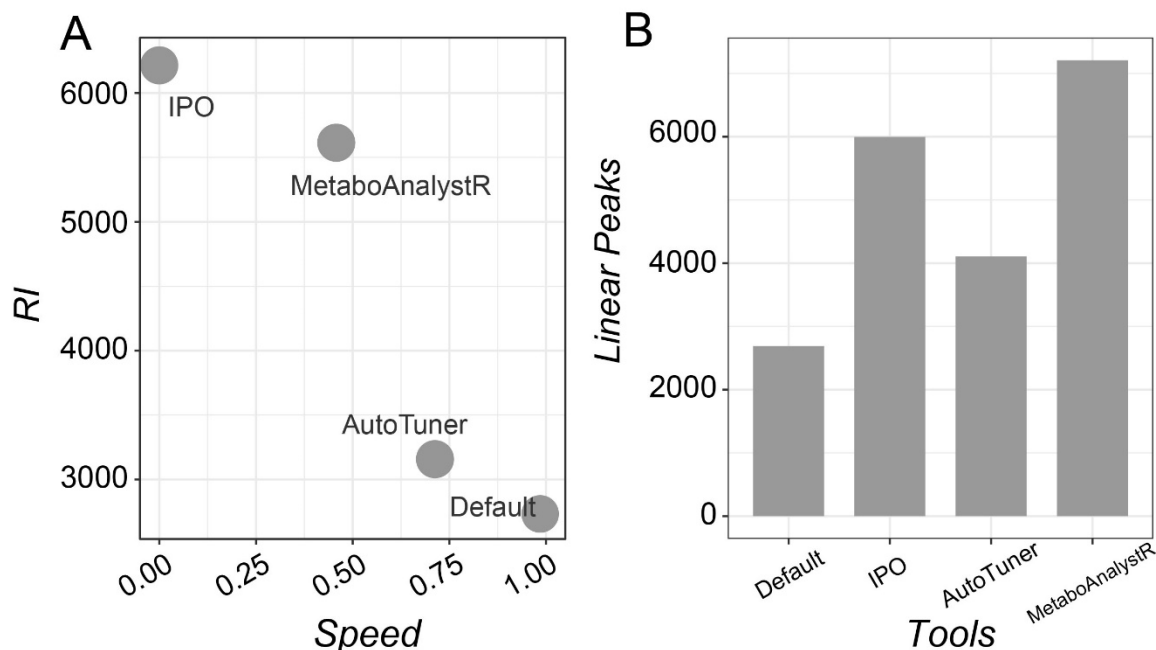 A
RI
6000
5000
4000
3000
IPO
MetaboAnalystR
AutoTuner
Default
0.00 0.25 0.50 0.75 1.00
Speed
B
Linear Peaks
6000
4000
2000
0
Default IPO AutoTuner MetaboAnalystR
Tools